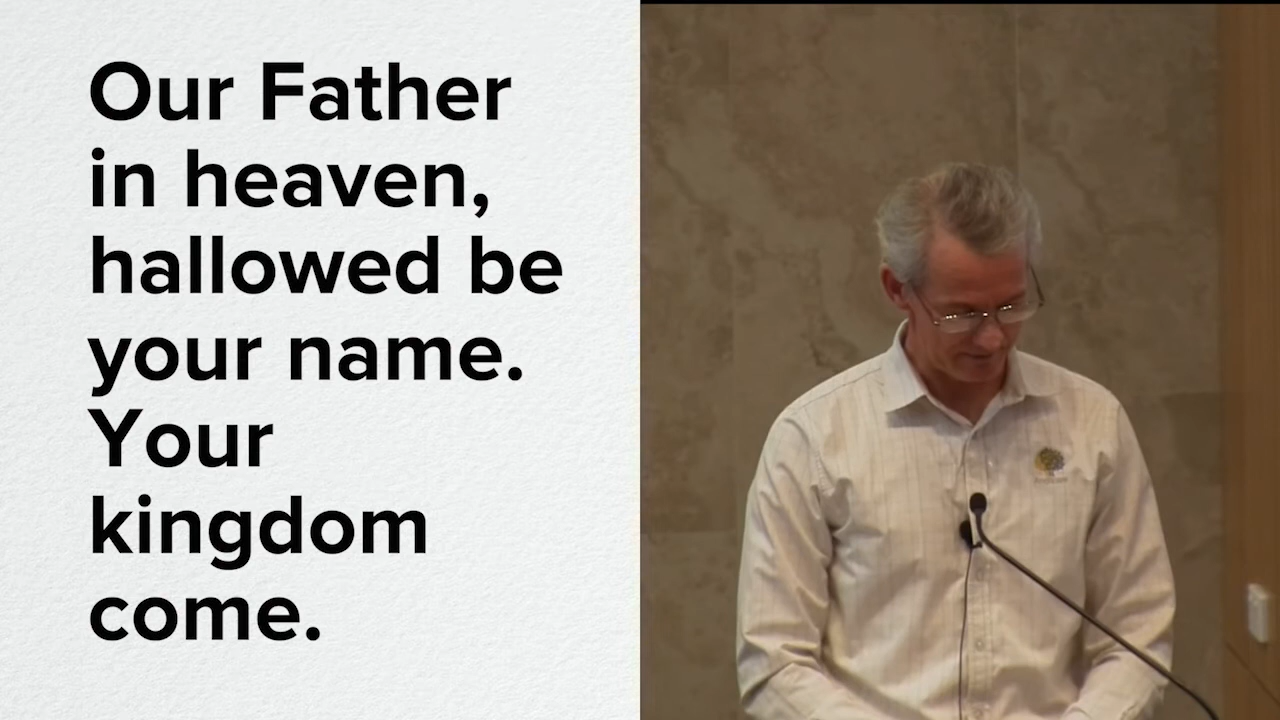 Our Father
in heaven,
hallowed be
your name.
Your
kingdom
come.